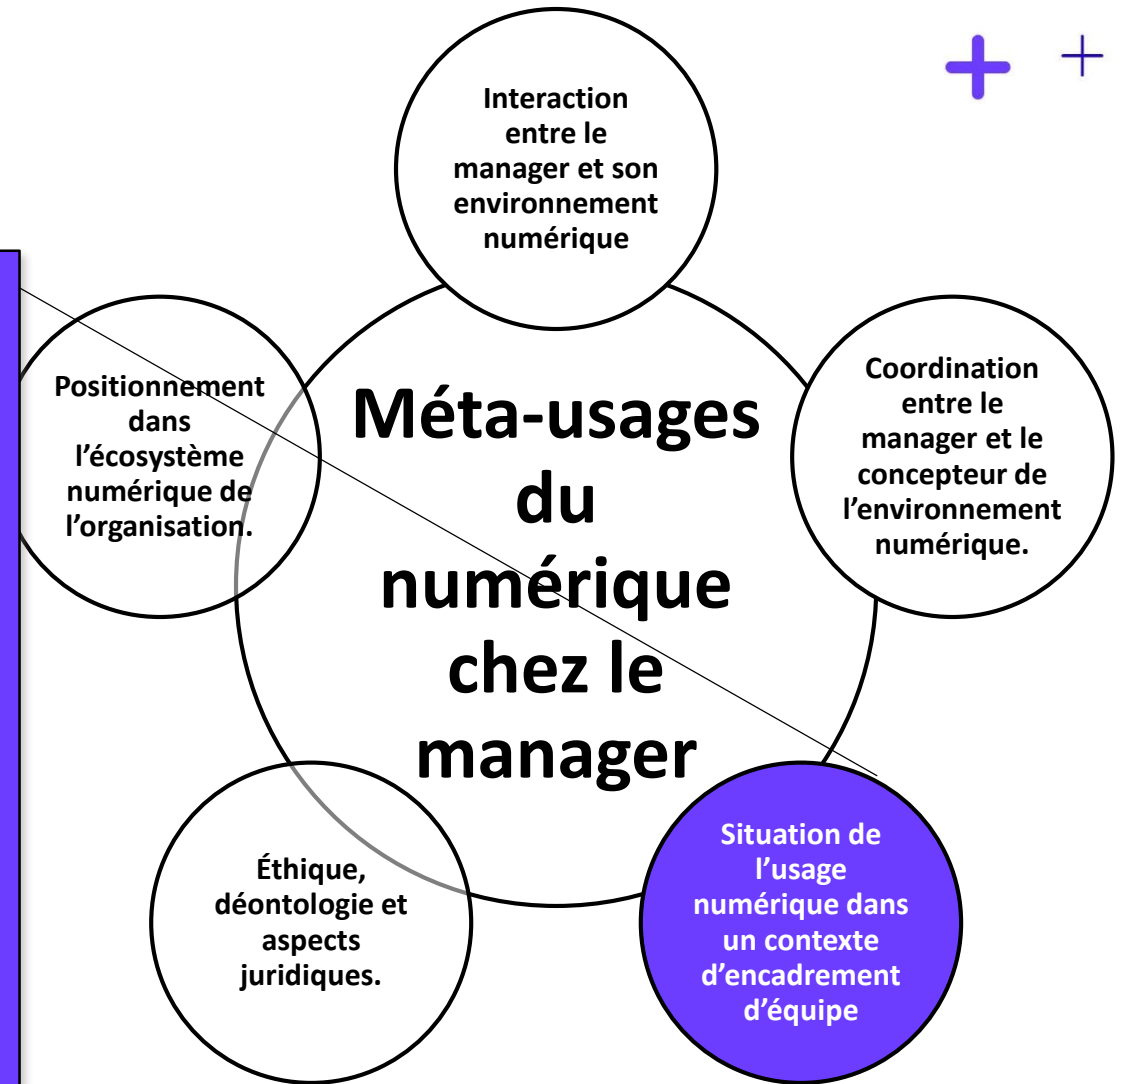 Interaction
entre le
manager et son
environnement
numérique
Positionnement
dans
l’écosystème
numérique de
l’organisation.
Méta-usages
du
numérique
chez le
manager
Coordination
entre le
manager et le
concepteur de
l’environnement
numérique.
Éthique,
déontologie et
aspects
juridiques.
Situation de
l’usage
numérique dans
un contexte
d’encadrement
d’équipe